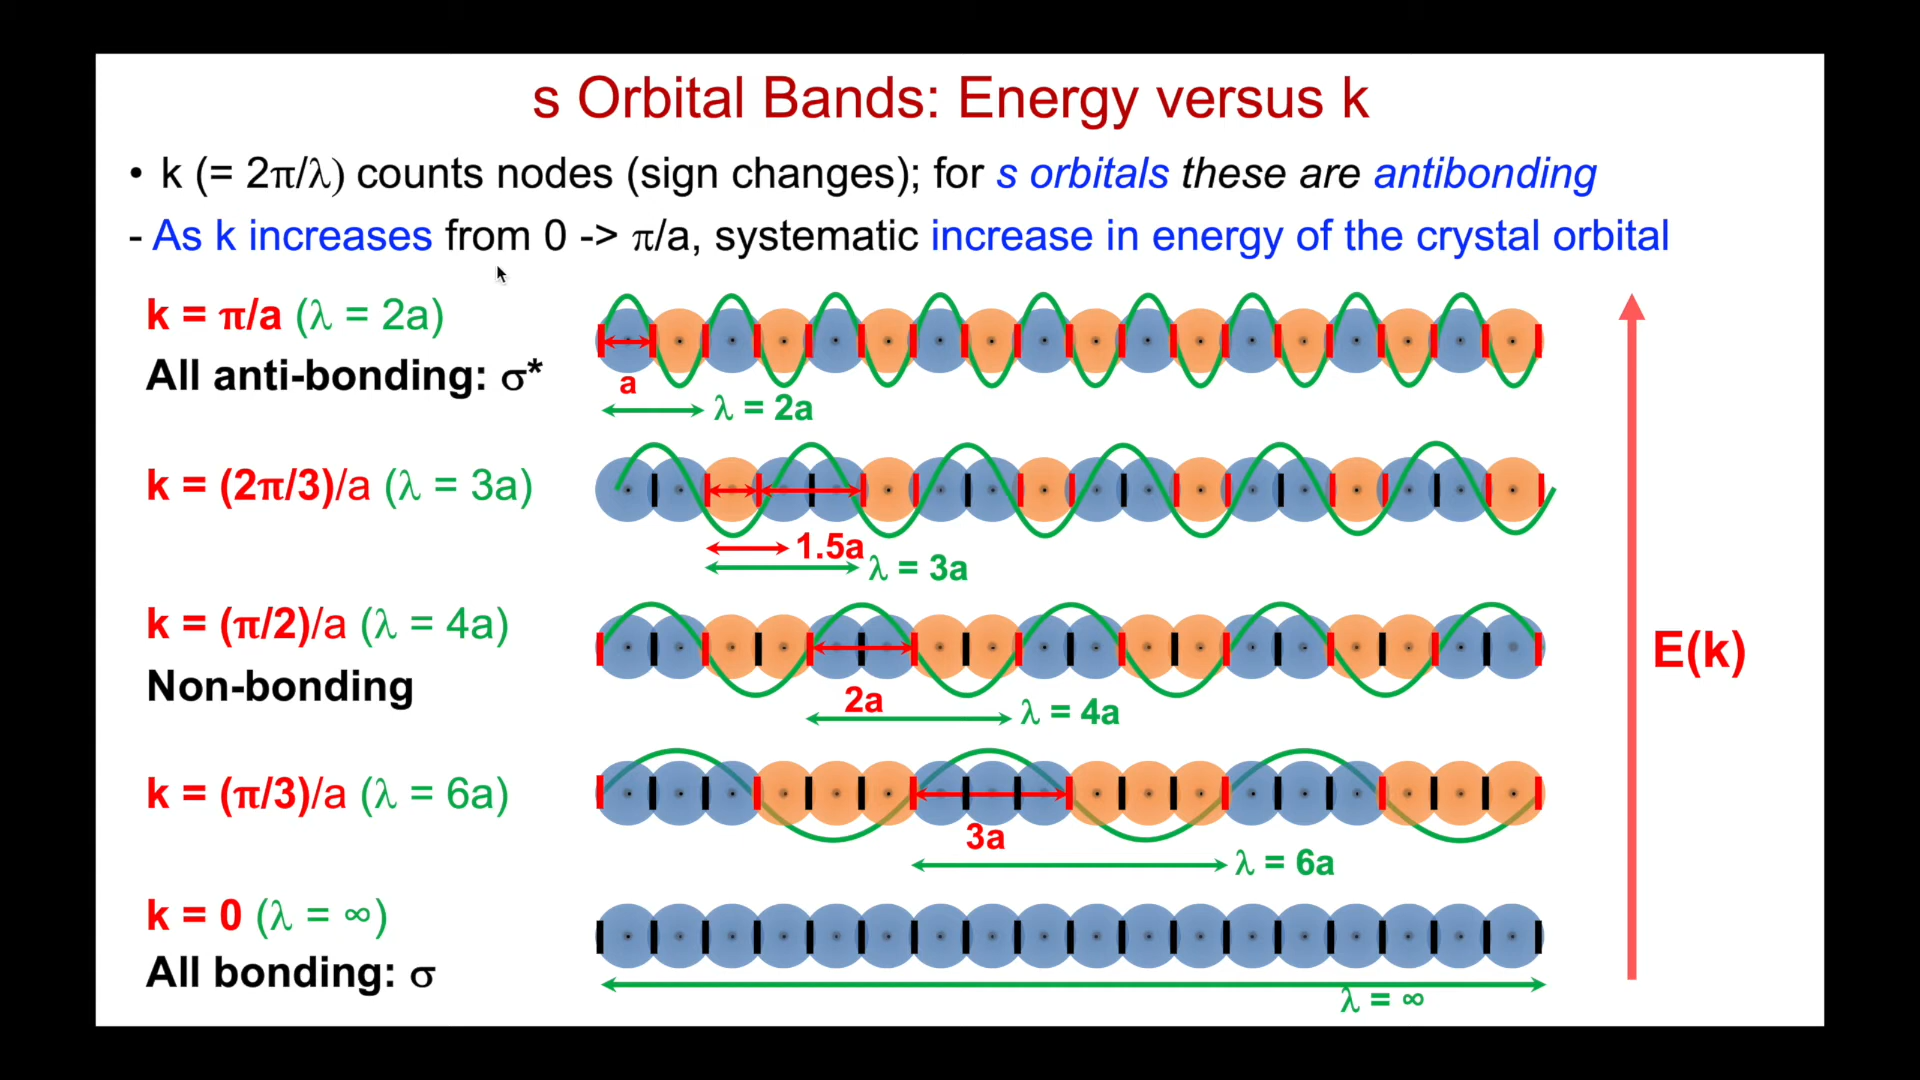 s Orbital Bands: Energy versus k
• k (= 2π/λ) counts nodes (sign changes); for s orbitals these are antibonding
- As k increases from 0 -> π/a, systematic increase in energy of the crystal orbital
k = π/a (λ = 2a)
All anti-bonding: σ*
a
λ = 2a
k = (2π/3)/a (λ = 3a)
1.5a
λ = 3a
k = (π/2)/a (λ = 4a)
Non-bonding
2a
λ = 4a
E(k)
k = (π/3)/a (λ = 6a)
3a
λ = 6a
k = 0 (λ = ∞)
All bonding: σ
λ = ∞